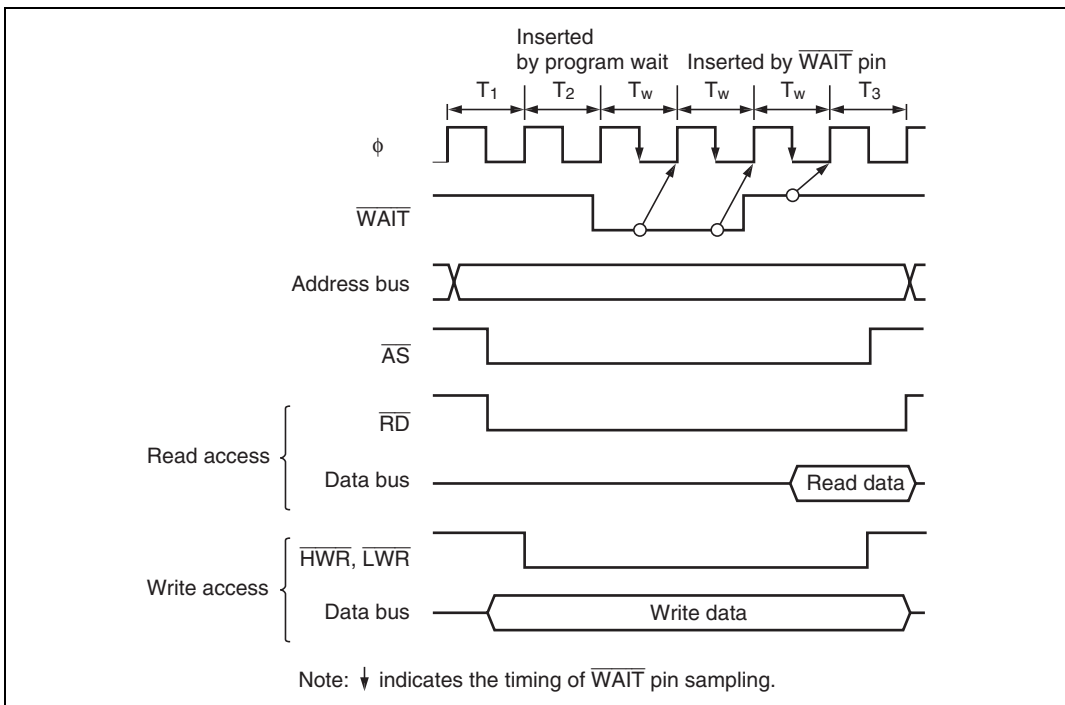 Inserted
by program wait
Inserted by WAIT pin
T1 T2 Tw Tw Tw T3
ϕ
WAIT
Address bus
AS
RD
Read access
Data bus
Read data
HWR, LWR
Write access
Data bus
Write data
Note: ↓ indicates the timing of WAIT pin sampling.